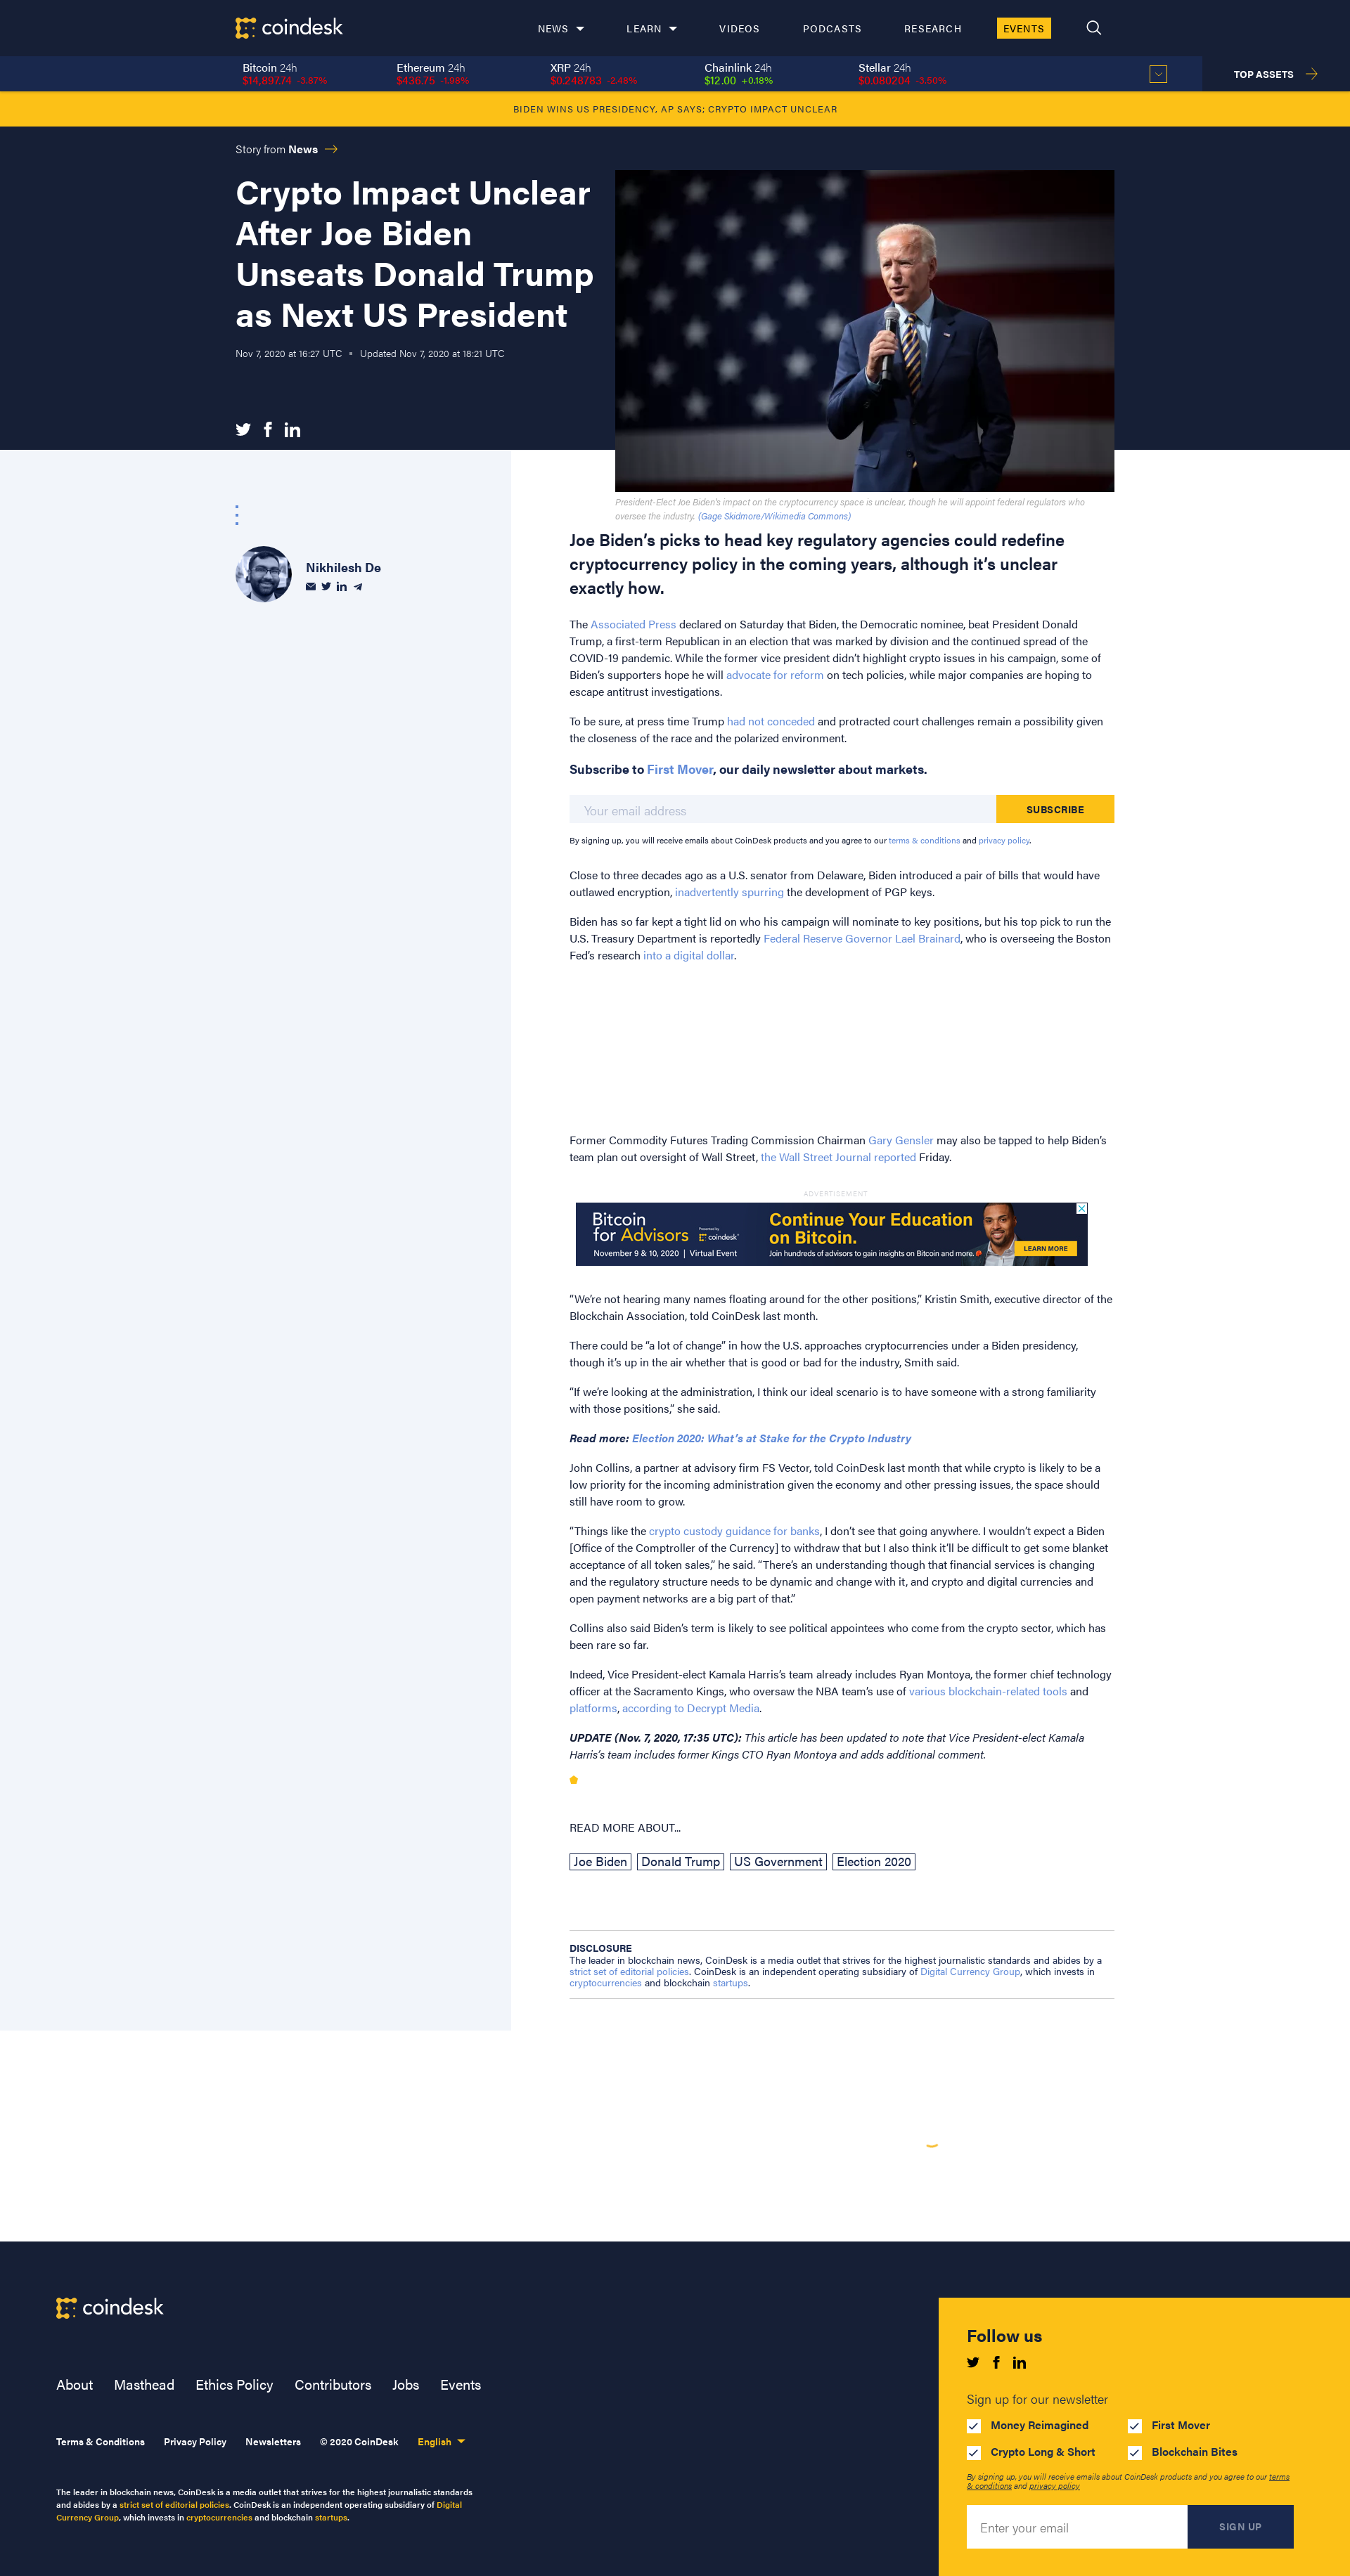 coindesk
NEWS
LEARN
VIDEOS
PODCASTS
RESEARCH
EVENTS
Bitcoin 24h
$14,897.74 -3.87%
Ethereum 24h
$436.75 -1.98%
XRP 24h
$0.248783 -2.48%
Chainlink 24h
$12.00 +0.18%
Stellar 24h
$0.080204 -3.50%
TOP ASSETS
BIDEN WINS US PRESIDENCY, AP SAYS; CRYPTO IMPACT UNCLEAR
Story from News
Crypto Impact Unclear
After Joe Biden
Unseats Donald Trump
as Next US President
Nov 7, 2020 at 16:27 UTC • Updated Nov 7, 2020 at 18:21 UTC
President-Elect Joe Biden's impact on the cryptocurrency space is unclear, though he will appoint federal regulators who
oversee the industry. (Gage Skidmore/Wikimedia Commons)
Nikhilesh De
Joe Biden's picks to head key regulatory agencies could redefine
cryptocurrency policy in the coming years, although it's unclear
exactly how.
The Associated Press declared on Saturday that Biden, the Democratic nominee, beat President Donald
Trump, a first-term Republican in an election that was marked by division and the continued spread of the
COVID-19 pandemic. While the former vice president didn't highlight crypto issues in his campaign, some of
Biden's supporters hope he will advocate for reform on tech policies, while major companies are hoping to
escape antitrust investigations.
To be sure, at press time Trump had not conceded and protracted court challenges remain a possibility given
the closeness of the race and the polarized environment.
Subscribe to First Mover, our daily newsletter about markets.
Your email address
SUBSCRIBE
By signing up, you will receive emails about CoinDesk products and you agree to our terms & conditions and privacy policy.
Close to three decades ago as a U.S. senator from Delaware, Biden introduced a pair of bills that would have
outlawed encryption, inadvertently spurring the development of PGP keys.
Biden has so far kept a tight lid on who his campaign will nominate to key positions, but his top pick to run the
U.S. Treasury Department is reportedly Federal Reserve Governor Lael Brainard, who is overseeing the Boston
Fed's research into a digital dollar.
Former Commodity Futures Trading Commission Chairman Gary Gensler may also be tapped to help Biden's
team plan out oversight of Wall Street, the Wall Street Journal reported Friday.
ADVERTISEMENT
Bitcoin
for Advisors
Presented by
coindesk
November 9 & 10, 2020 | Virtual Event
Continue Your Education
on Bitcoin.
Join hundreds of advisors to gain insights on Bitcoin and more.
LEARN MORE
"We're not hearing many names floating around for the other positions," Kristin Smith, executive director of the
Blockchain Association, told CoinDesk last month.
There could be "a lot of change" in how the U.S. approaches cryptocurrencies under a Biden presidency,
though it's up in the air whether that is good or bad for the industry, Smith said.
"If we're looking at the administration, I think our ideal scenario is to have someone with a strong familiarity
with those positions," she said.
Read more: Election 2020: What's at Stake for the Crypto Industry
John Collins, a partner at advisory firm FS Vector, told CoinDesk last month that while crypto is likely to be a
low priority for the incoming administration given the economy and other pressing issues, the space should
still have room to grow.
"Things like the crypto custody guidance for banks, I don't see that going anywhere. I wouldn't expect a Biden
[Office of the Comptroller of the Currency] to withdraw that but I also think it'll be difficult to get some blanket
acceptance of all token sales," he said. "There's an understanding though that financial services is changing
and the regulatory structure needs to be dynamic and change with it, and crypto and digital currencies and
open payment networks are a big part of that."
Collins also said Biden's term is likely to see political appointees who come from the crypto sector, which has
been rare so far.
Indeed, Vice President-elect Kamala Harris's team already includes Ryan Montoya, the former chief technology
officer at the Sacramento Kings, who oversaw the NBA team's use of various blockchain-related tools and
platforms, according to Decrypt Media.
UPDATE (Nov. 7, 2020, 17:35 UTC): This article has been updated to note that Vice President-elect Kamala
Harris's team includes former Kings CTO Ryan Montoya and adds additional comment.
READ MORE ABOUT...
Joe Biden
Donald Trump
US Government
Election 2020
DISCLOSURE
The leader in blockchain news, CoinDesk is a media outlet that strives for the highest journalistic standards and abides by a
strict set of editorial policies. CoinDesk is an independent operating subsidiary of Digital Currency Group, which invests in
cryptocurrencies and blockchain startups.
coindesk
About
Masthead
Ethics Policy
Contributors
Jobs
Events
Terms & Conditions
Privacy Policy
Newsletters
© 2020 CoinDesk
English
The leader in blockchain news, CoinDesk is a media outlet that strives for the highest journalistic standards
and abides by a strict set of editorial policies. CoinDesk is an independent operating subsidiary of Digital
Currency Group, which invests in cryptocurrencies and blockchain startups.
Follow us
Sign up for our newsletter
Money Reimagined
First Mover
Crypto Long & Short
Blockchain Bites
By signing up, you will receive emails about CoinDesk products and you agree to our terms
& conditions and privacy policy
Enter your email
SIGN UP